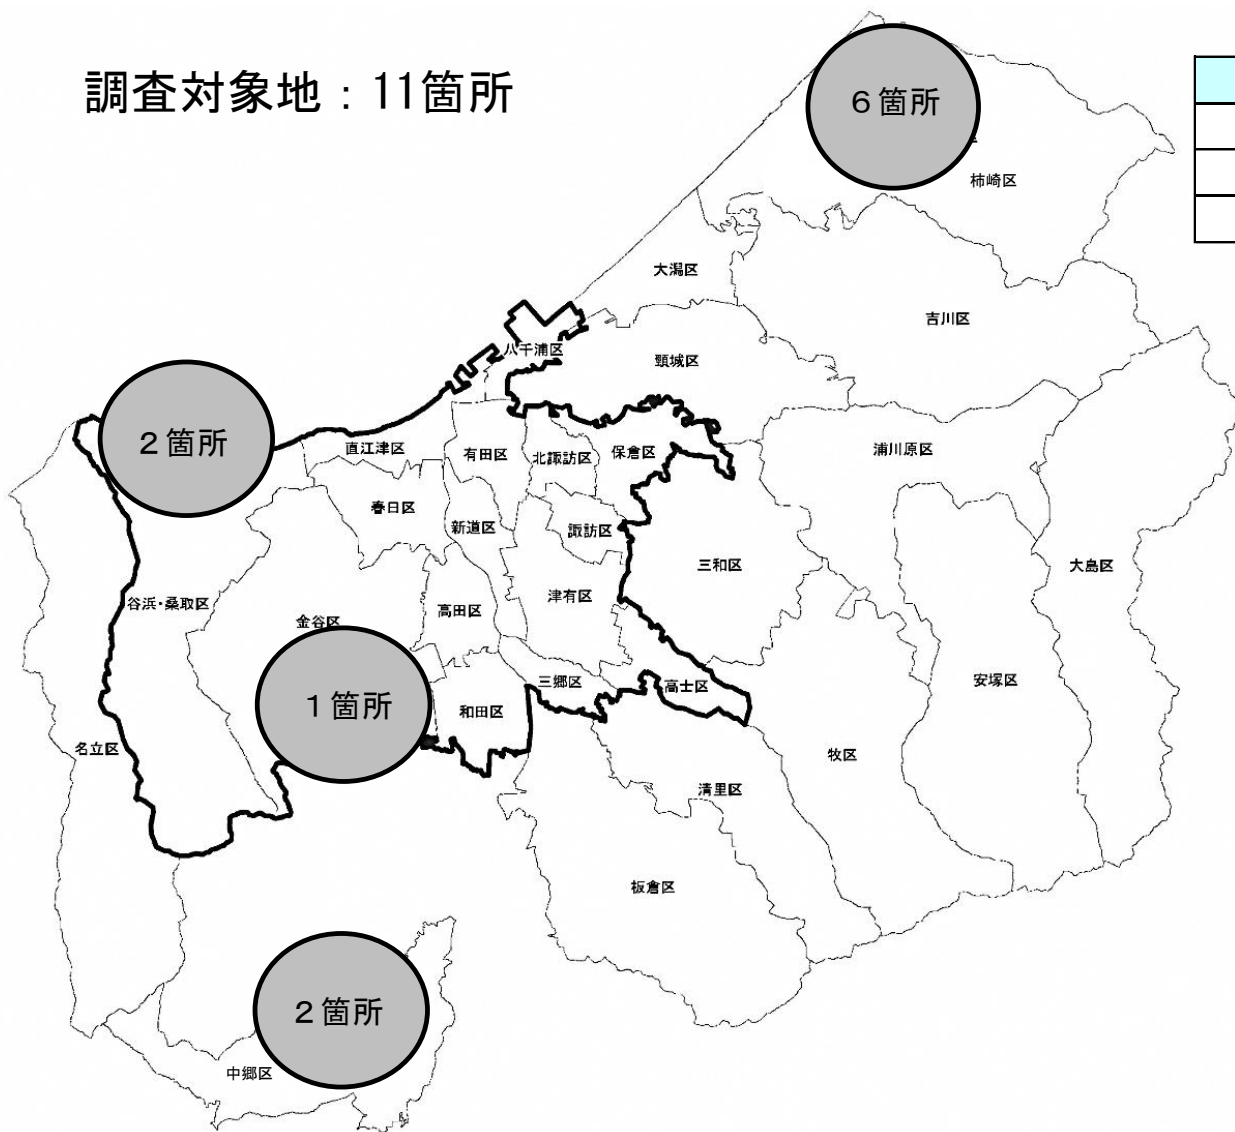 調査対象地：11箇所
６箇所
柿崎区
大潟区
吉川区
八千浦区
頸城区
２箇所
直江津区
有田区
北諏訪区
保倉区
浦川原区
春日区
新道区
諏訪区
三和区
大島区
谷浜・桑取区
金谷区
高田区
津有区
１箇所
和田区
三郷区
高士区
安塚区
名立区
牧区
清里区
板倉区
２箇所
中郷区